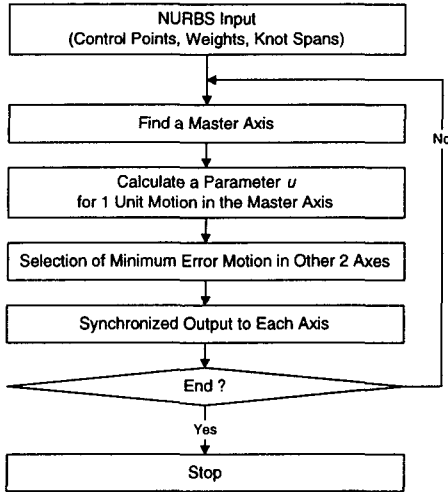 NURBS Input
(Control Points, Weights, Knot Spans)
Find a Master Axis
No
Calculate a Parameter u
for 1 Unit Motion in the Master Axis
Selection of Minimum Error Motion in Other 2 Axes
Synchronized Output to Each Axis
End ?
Yes
Stop